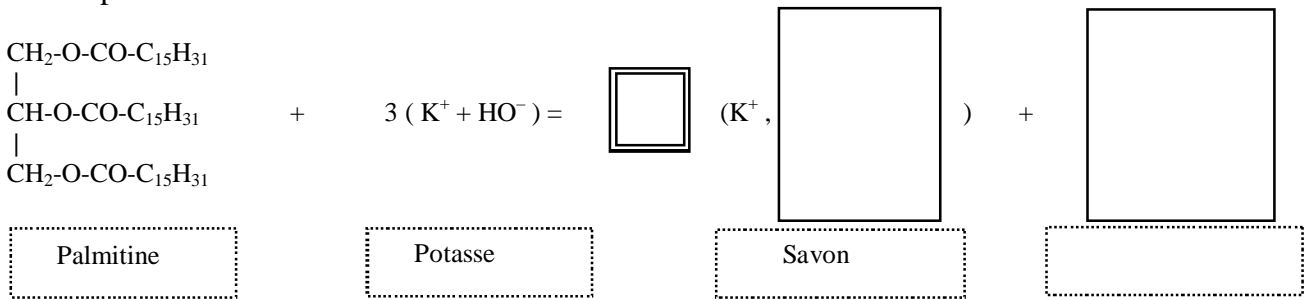 CH₂-O-CO-C₁₅H₃₁
|
CH-O-CO-C₁₅H₃₁ + 3 ( K⁺ + HO⁻ ) = (K⁺ , ) +
|
CH₂-O-CO-C₁₅H₃₁
Palmitine Potasse Savon